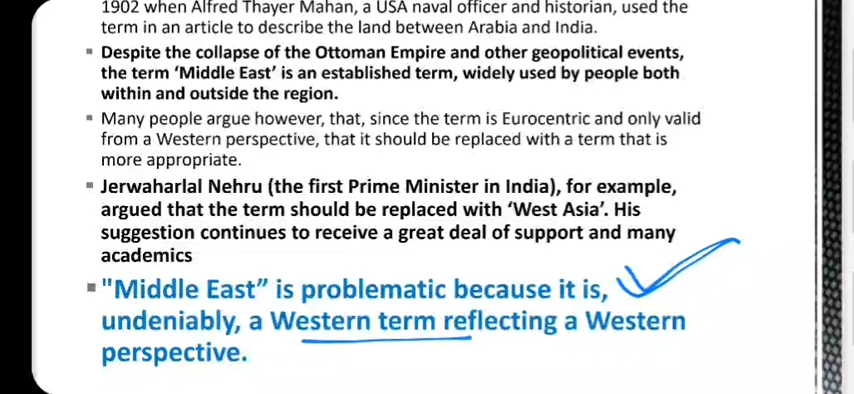 1902 when Alfred Thayer Mahan, a USA naval officer and historian, used the
term in an article to describe the land between Arabia and India.
▪ Despite the collapse of the Ottoman Empire and other geopolitical events,
the term ‘Middle East’ is an established term, widely used by people both
within and outside the region.
▪ Many people argue however, that, since the term is Eurocentric and only valid
from a Western perspective, that it should be replaced with a term that is
more appropriate.
▪ Jerwaharlal Nehru (the first Prime Minister in India), for example,
argued that the term should be replaced with ‘West Asia’. His
suggestion continues to receive a great deal of support and many
academics
▪ "Middle East” is problematic because it is,
undeniably, a Western term reflecting a Western
perspective.